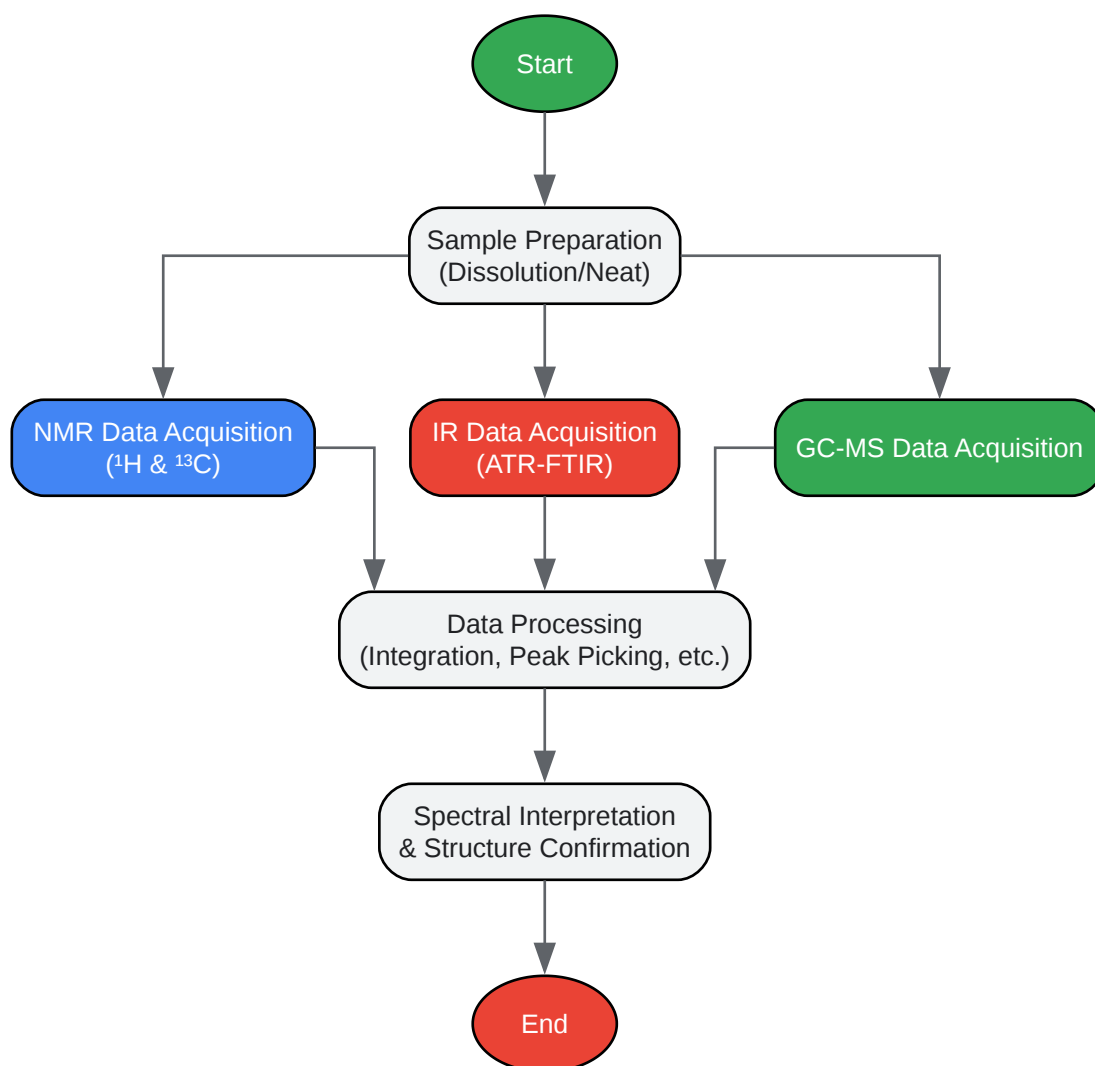 Start
Sample Preparation
(Dissolution/Neat)
NMR Data Acquisition
(¹H & ¹³C)
IR Data Acquisition
(ATR-FTIR)
GC-MS Data Acquisition
Data Processing
(Integration, Peak Picking, etc.)
Spectral Interpretation
& Structure Confirmation
End